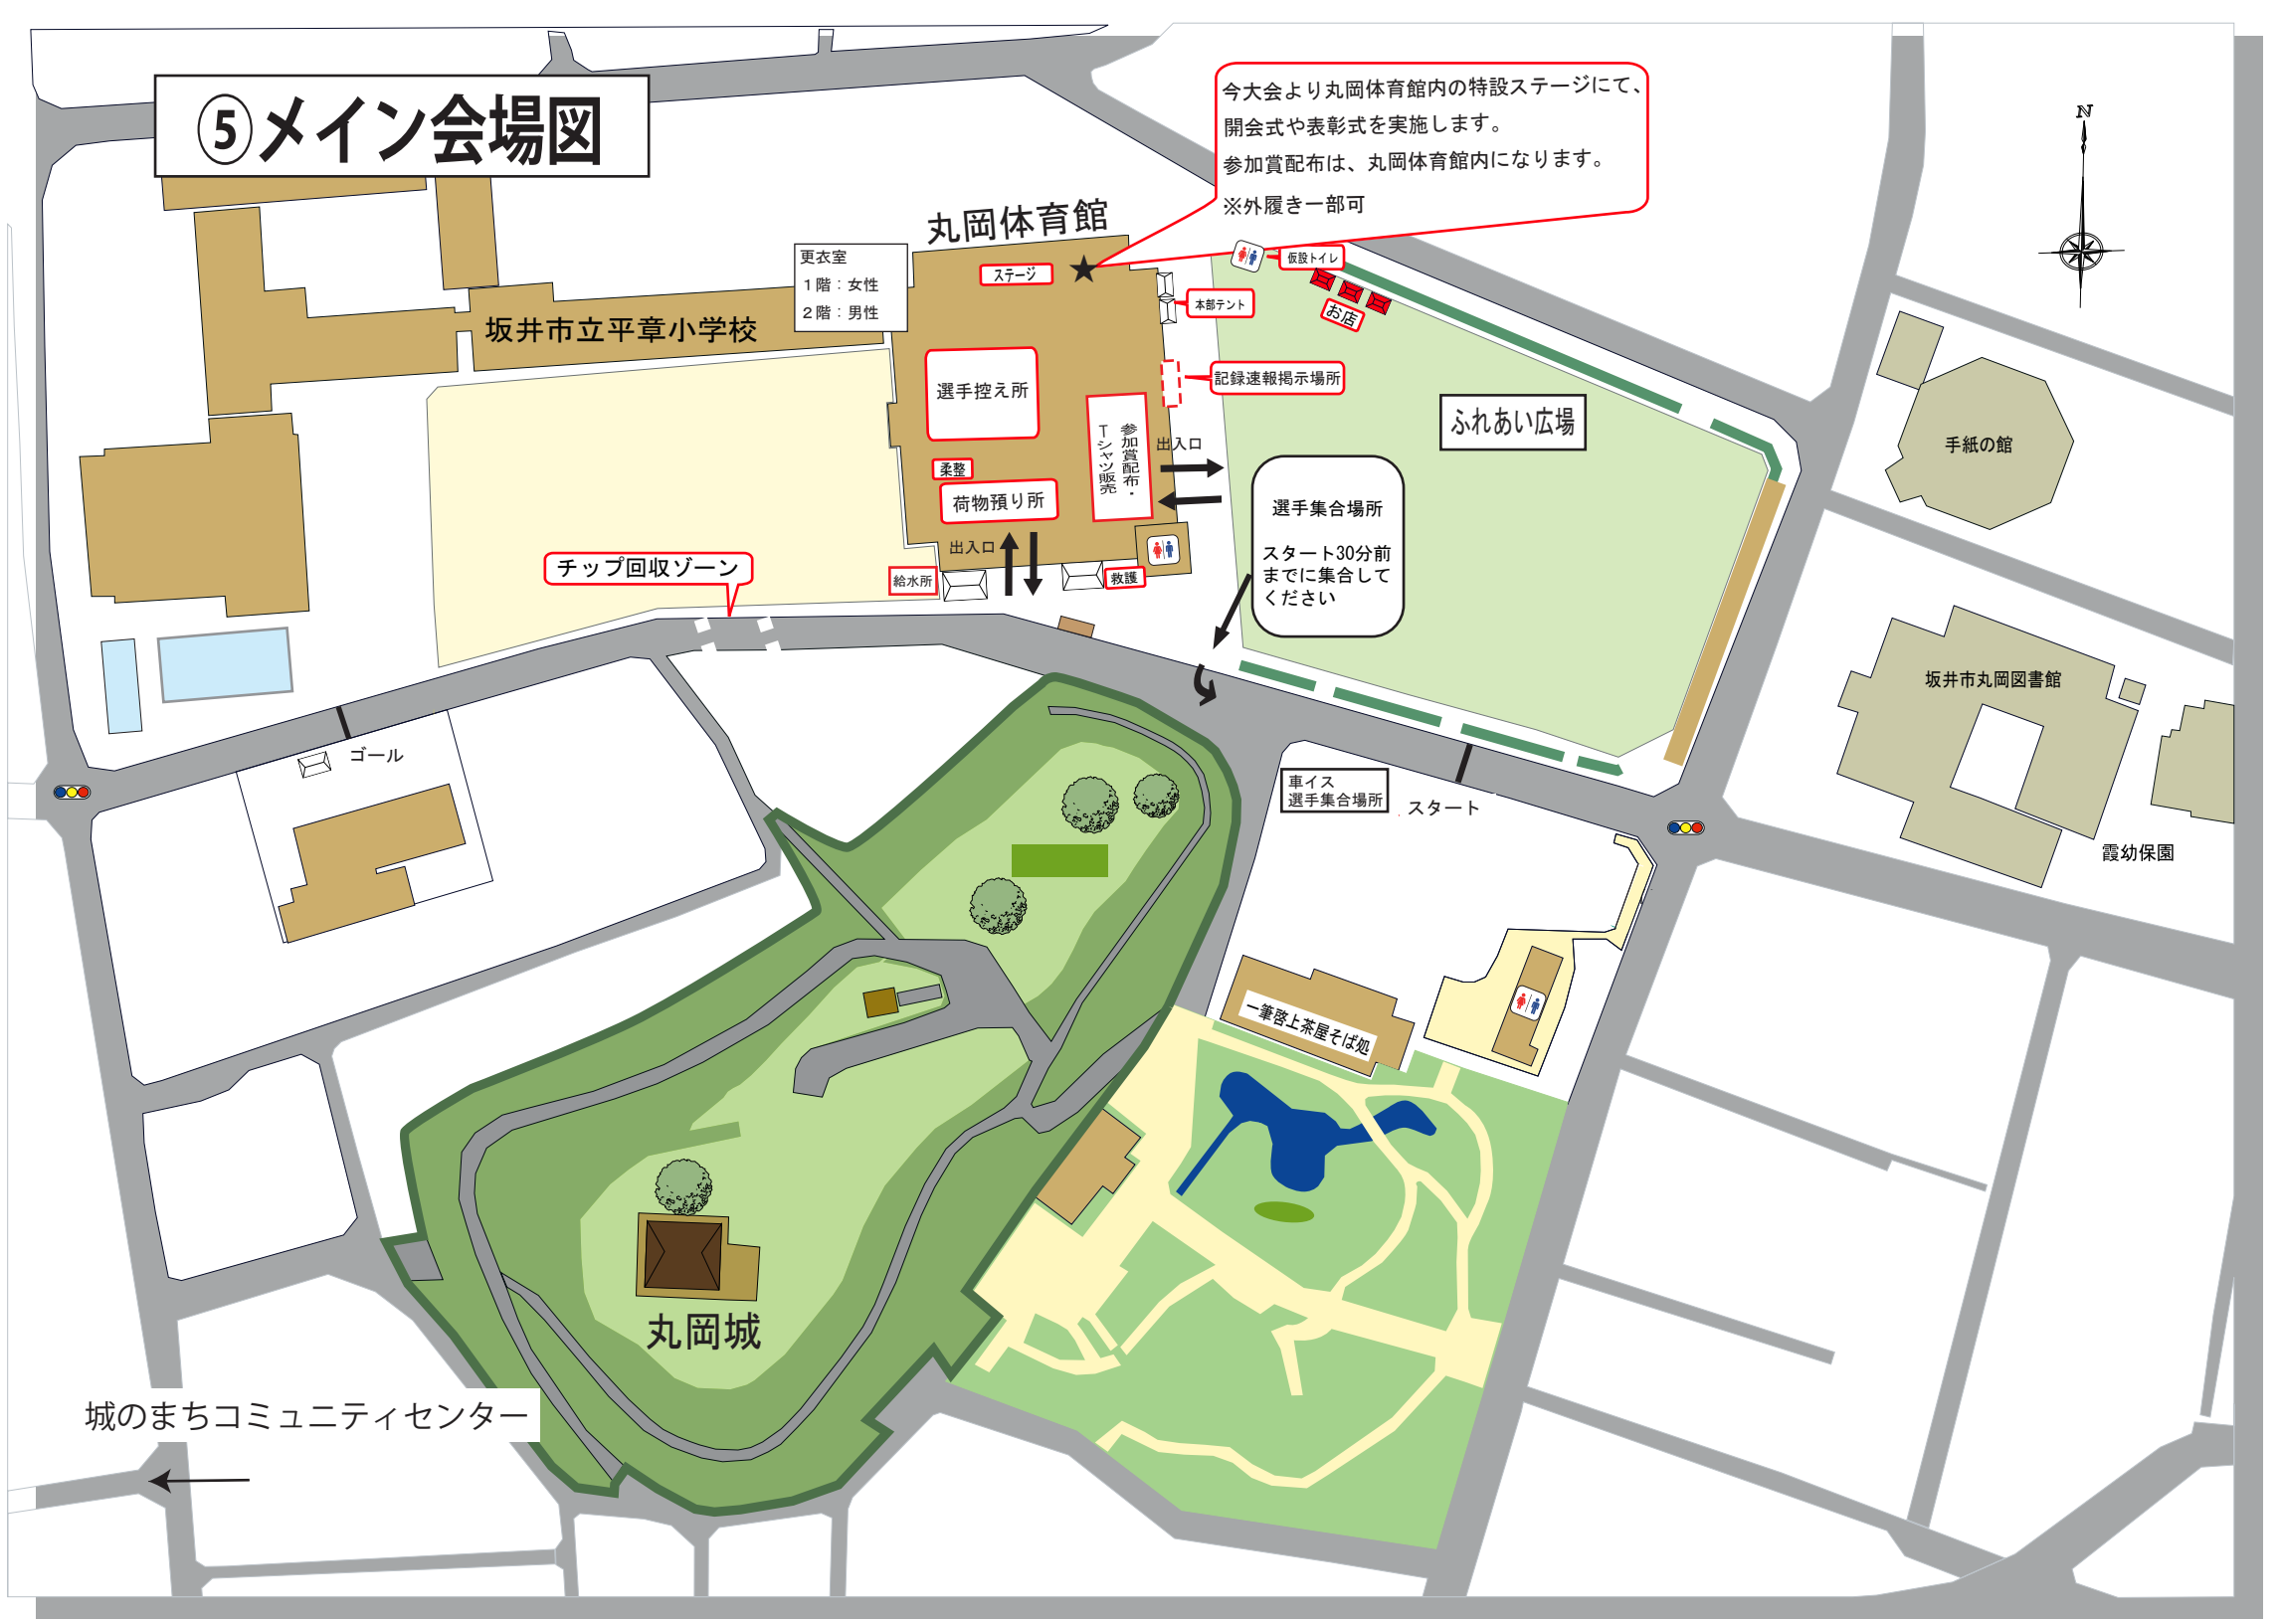 ⑤メイン会場図
今大会より丸岡体育館内の特設ステージにて、
開会式や表彰式を実施します。
参加賞配布は、丸岡体育館内になります。
※外履き一部可
N
丸岡体育館
更衣室
1階：女性
2階：男性
ステージ
仮設トイレ
本部テント
お店
坂井市立平章小学校
選手控え所
記録速報掲示場所
ふれあい広場
手紙の館
参加賞配布・
Tシャツ販売
出入口
柔整
荷物預り所
選手集合場所
スタート30分前
までに集合して
ください
出入口
チップ回収ゾーン
給水所
救護
坂井市丸岡図書館
ゴール
車イス
選手集合場所
スタート
霞幼保園
一筆啓上茶屋そば処
丸岡城
城のまちコミュニティセンター